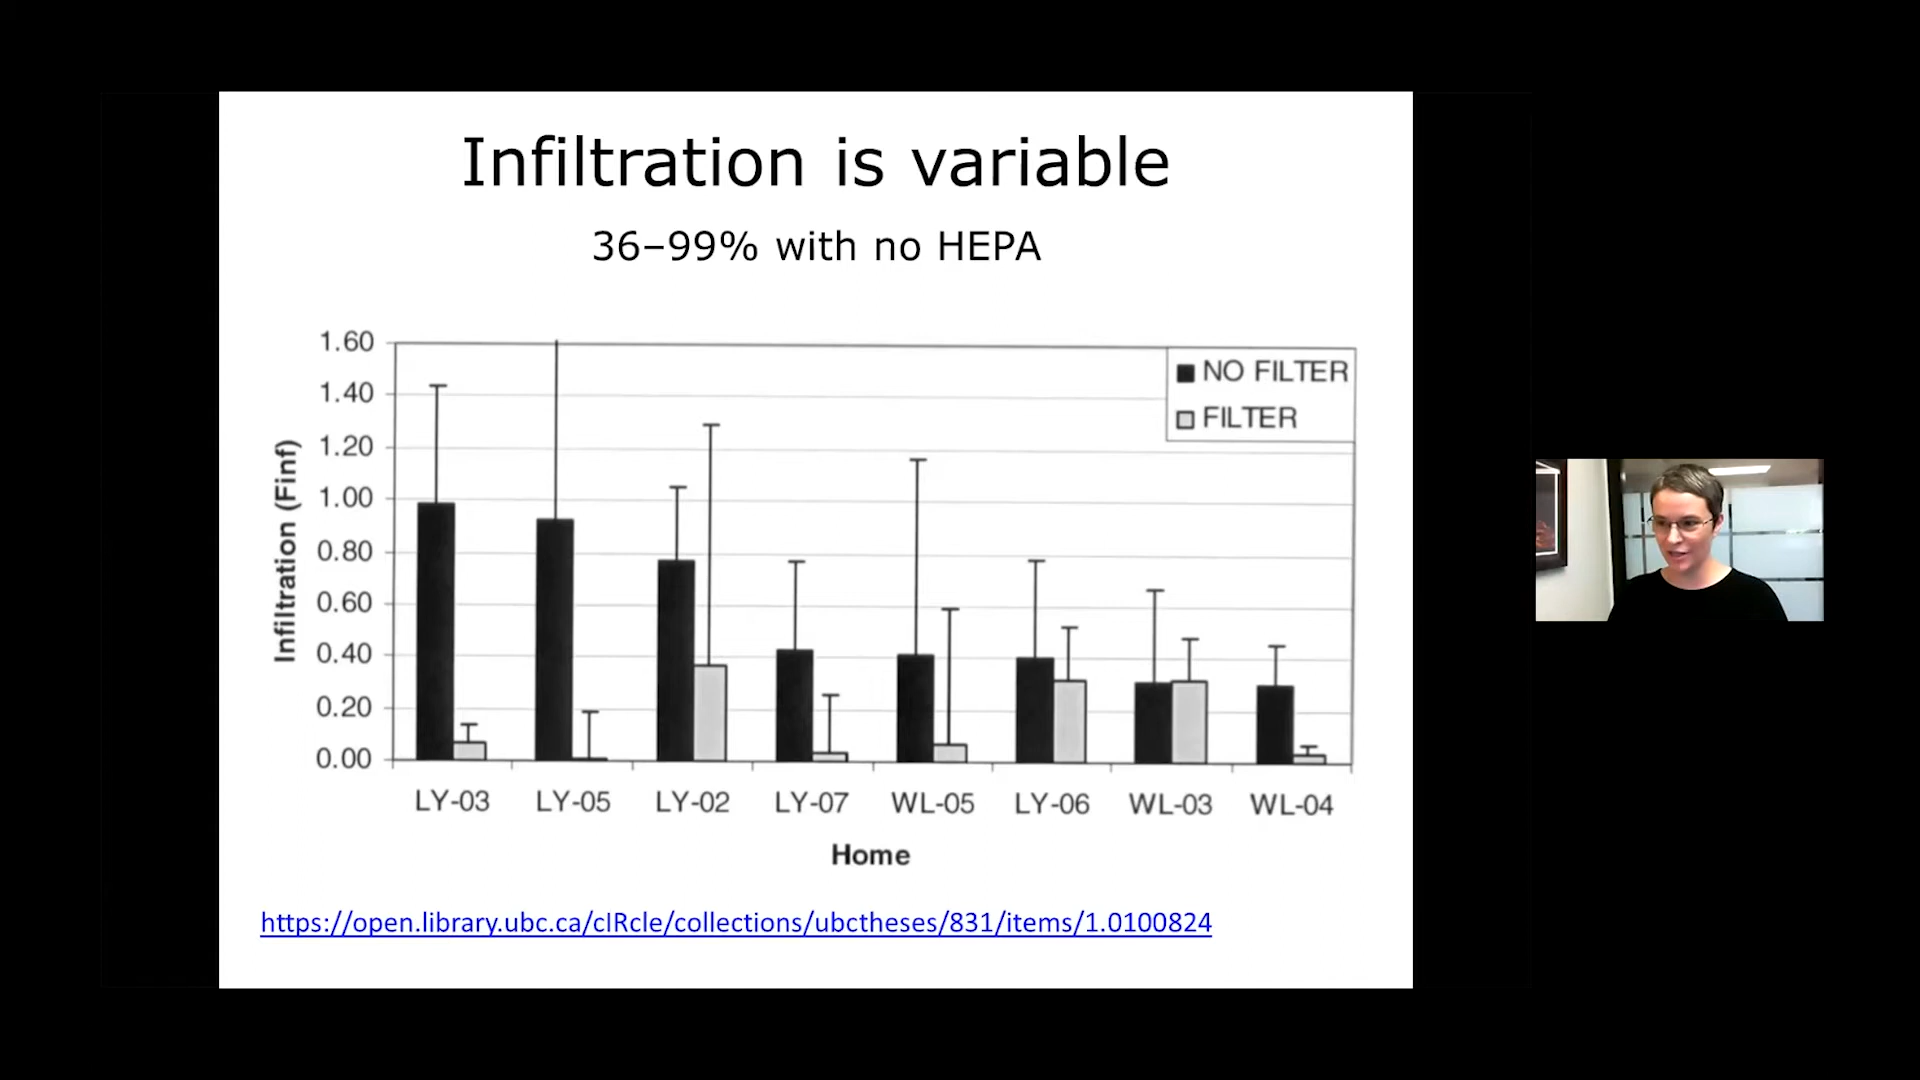 Infiltration is variable
36–99% with no HEPA
1.60
1.40
1.20
1.00
0.80
0.60
0.40
0.20
0.00
Infiltration (Finf)
NO FILTER
FILTER
LY-03 LY-05 LY-02 LY-07 WL-05 LY-06 WL-03 WL-04
Home
https://open.library.ubc.ca/cIRcle/collections/ubctheses/831/items/1.0100824